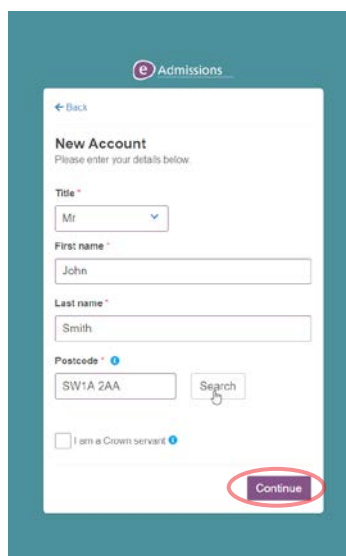 e Admissions
← Back
New Account
Please enter your details below.
Title *
Mr
First name *
John
Last name *
Smith
Postcode * i
SW1A 2AA Search
I am a Crown servant i
Continue